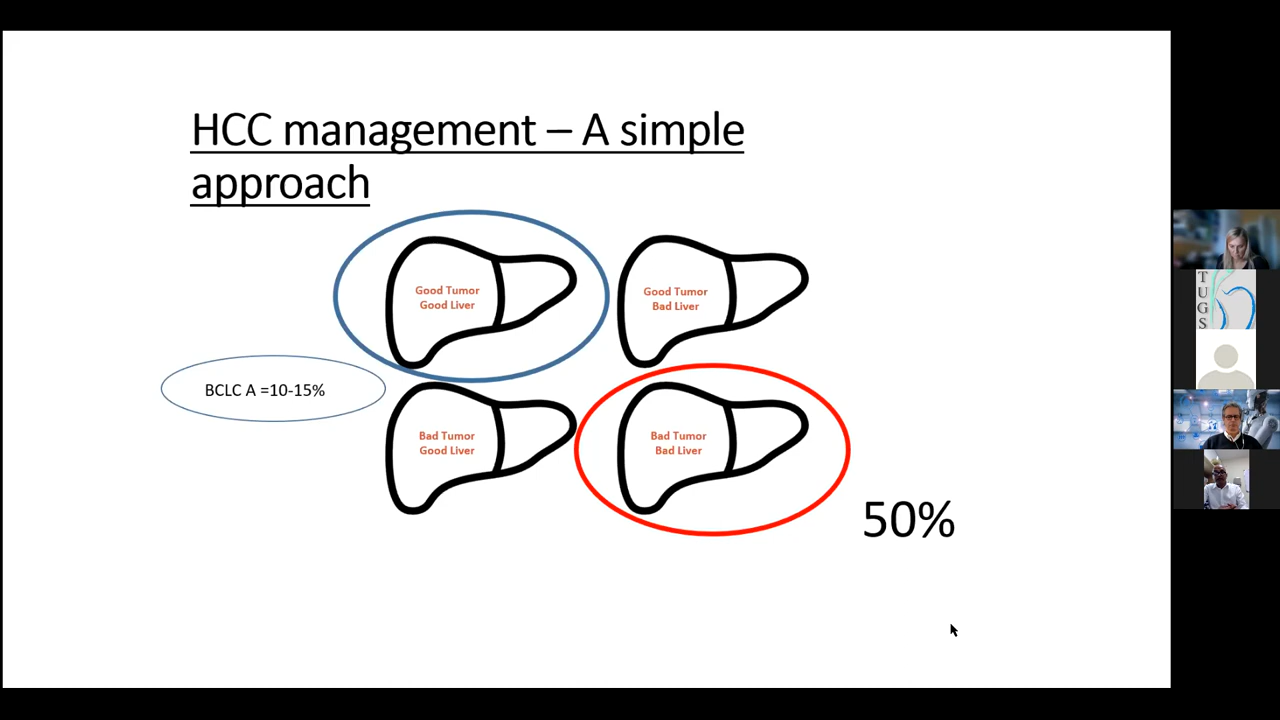 HCC management – A simple
approach
Good Tumor
Good Liver
Good Tumor
Bad Liver
BCLC A =10-15%
Bad Tumor
Good Liver
Bad Tumor
Bad Liver
50%
TUGS